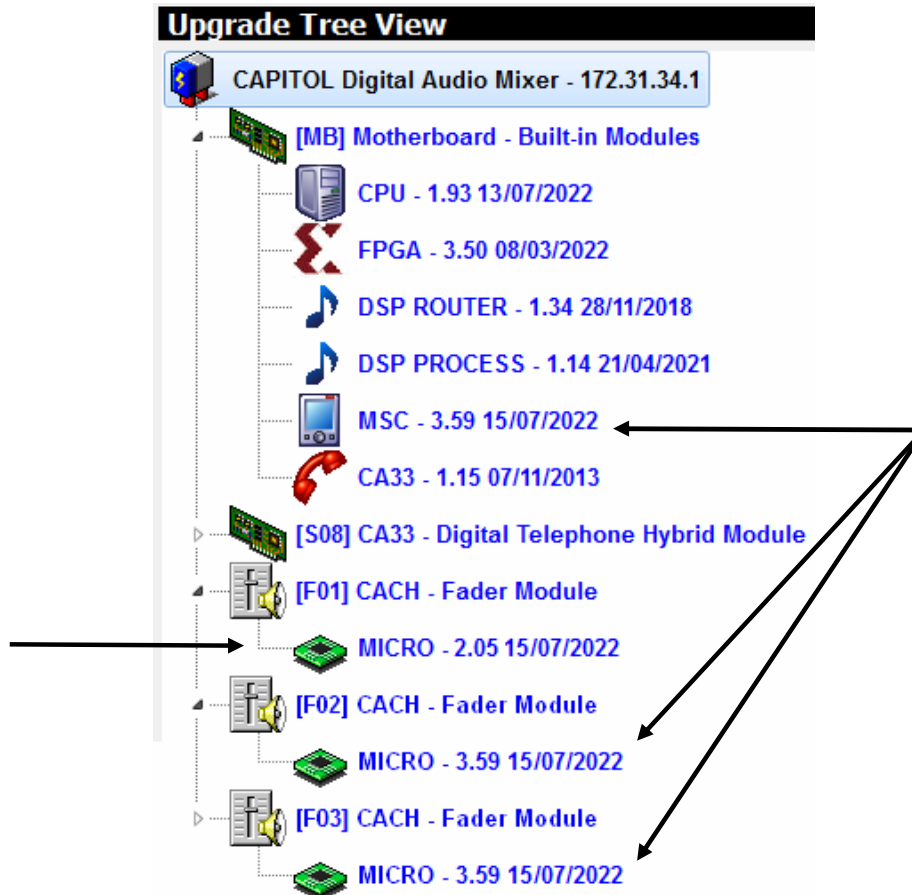 Upgrade Tree View
CAPITOL Digital Audio Mixer - 172.31.34.1
[MB] Motherboard - Built-in Modules
CPU - 1.93 13/07/2022
FPGA - 3.50 08/03/2022
DSP ROUTER - 1.34 28/11/2018
DSP PROCESS - 1.14 21/04/2021
MSC - 3.59 15/07/2022
CA33 - 1.15 07/11/2013
[S08] CA33 - Digital Telephone Hybrid Module
[F01] CACH - Fader Module
MICRO - 2.05 15/07/2022
[F02] CACH - Fader Module
MICRO - 3.59 15/07/2022
[F03] CACH - Fader Module
MICRO - 3.59 15/07/2022